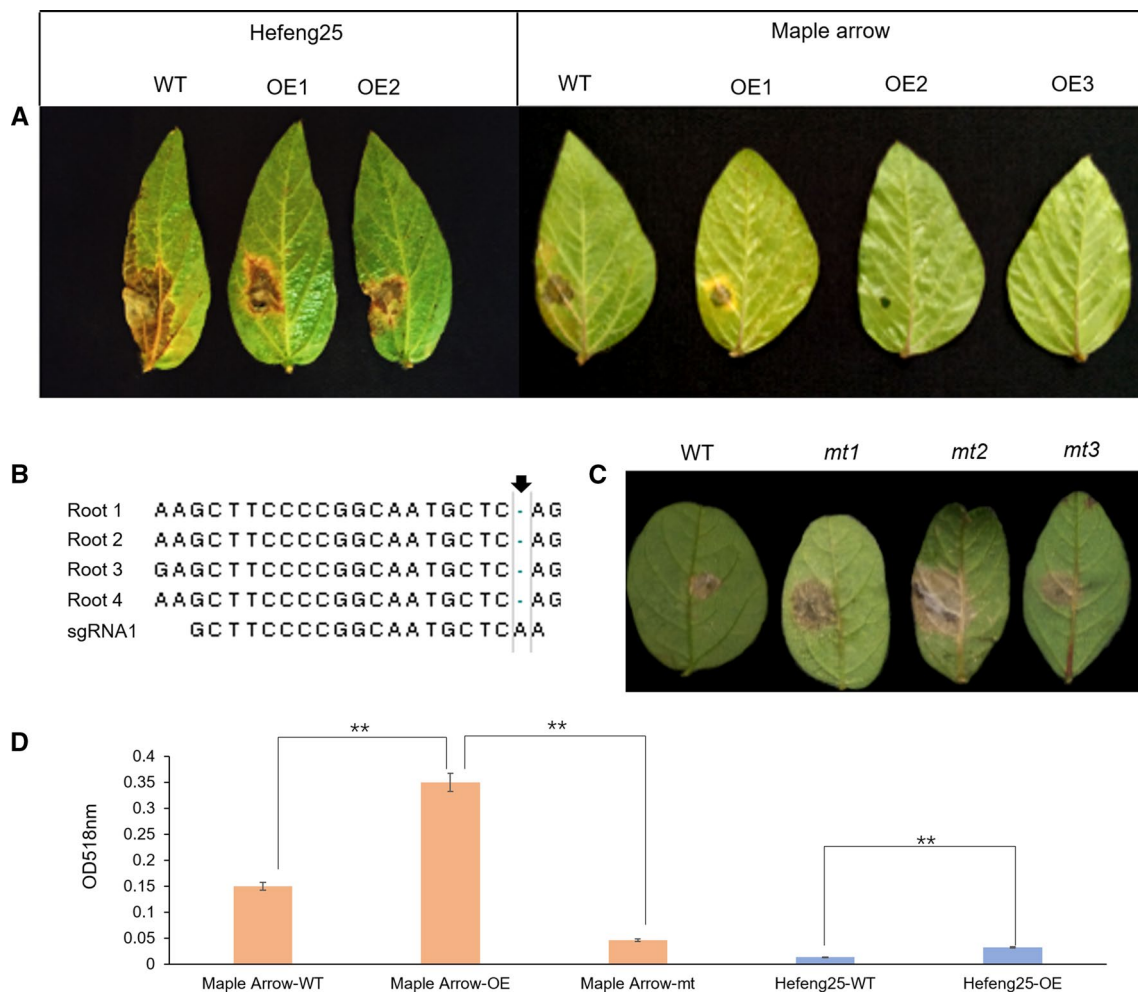 Hefeng25 Maple arrow
WT OE1 OE2 WT OE1 OE2 OE3
A
B
Root 1 AAGCTTCCCCGGCAATGCTC-AG
Root 2 AAGCTTCCCCGGCAATGCTC-AG
Root 3 GAGCTTCCCCGGCAATGCTC-AG
Root 4 AAGCTTCCCCGGCAATGCTC-AG
sgRNA1 GCTTCCCCGGCAATGCTCAA
C
WT mt1 mt2 mt3
D
** ** **
OD518nm
0.4
0.35
0.3
0.25
0.2
0.15
0.1
0.05
0
Maple Arrow-WT Maple Arrow-OE Maple Arrow-mt Hefeng25-WT Hefeng25-OE